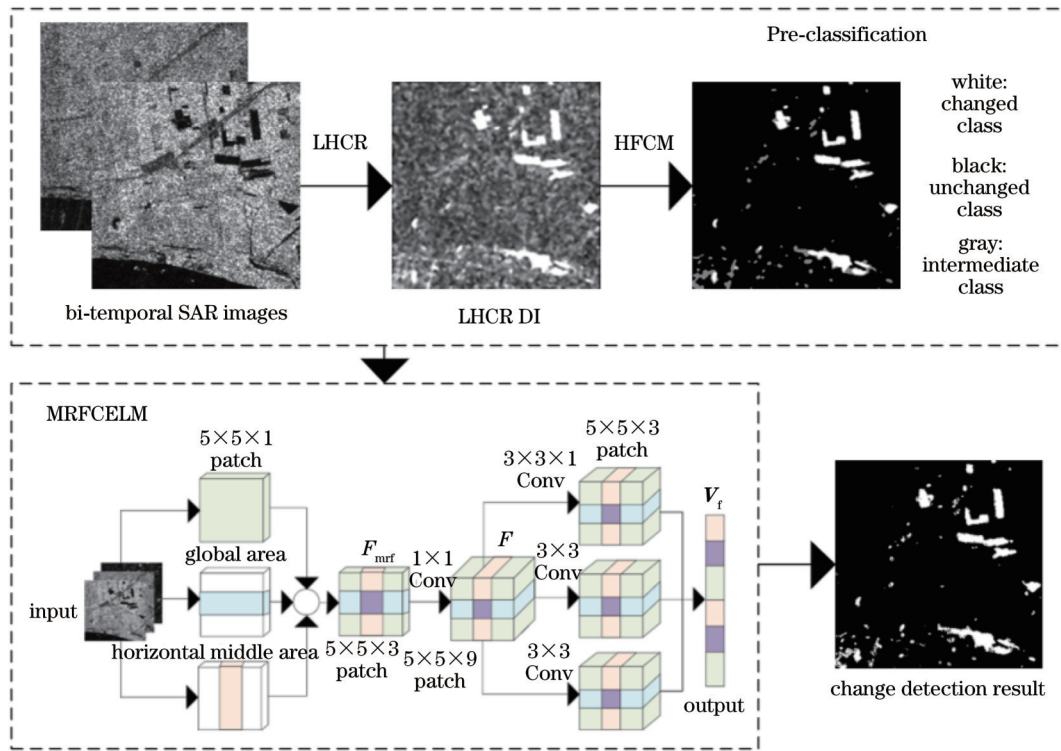 Pre-classification
white:
changed
class
LHCR
HFCM
black:
unchanged
class
gray:
intermediate
class
bi-temporal SAR images
LHCR DI
MRFCELM
5×5×1
patch
global area
input
horizontal middle area
Fmrf
5×5×3
patch
1×1
Conv
F
5×5×9
patch
3×3×1
Conv
3×3
Conv
3×3
Conv
5×5×3
patch
Vf
output
change detection result